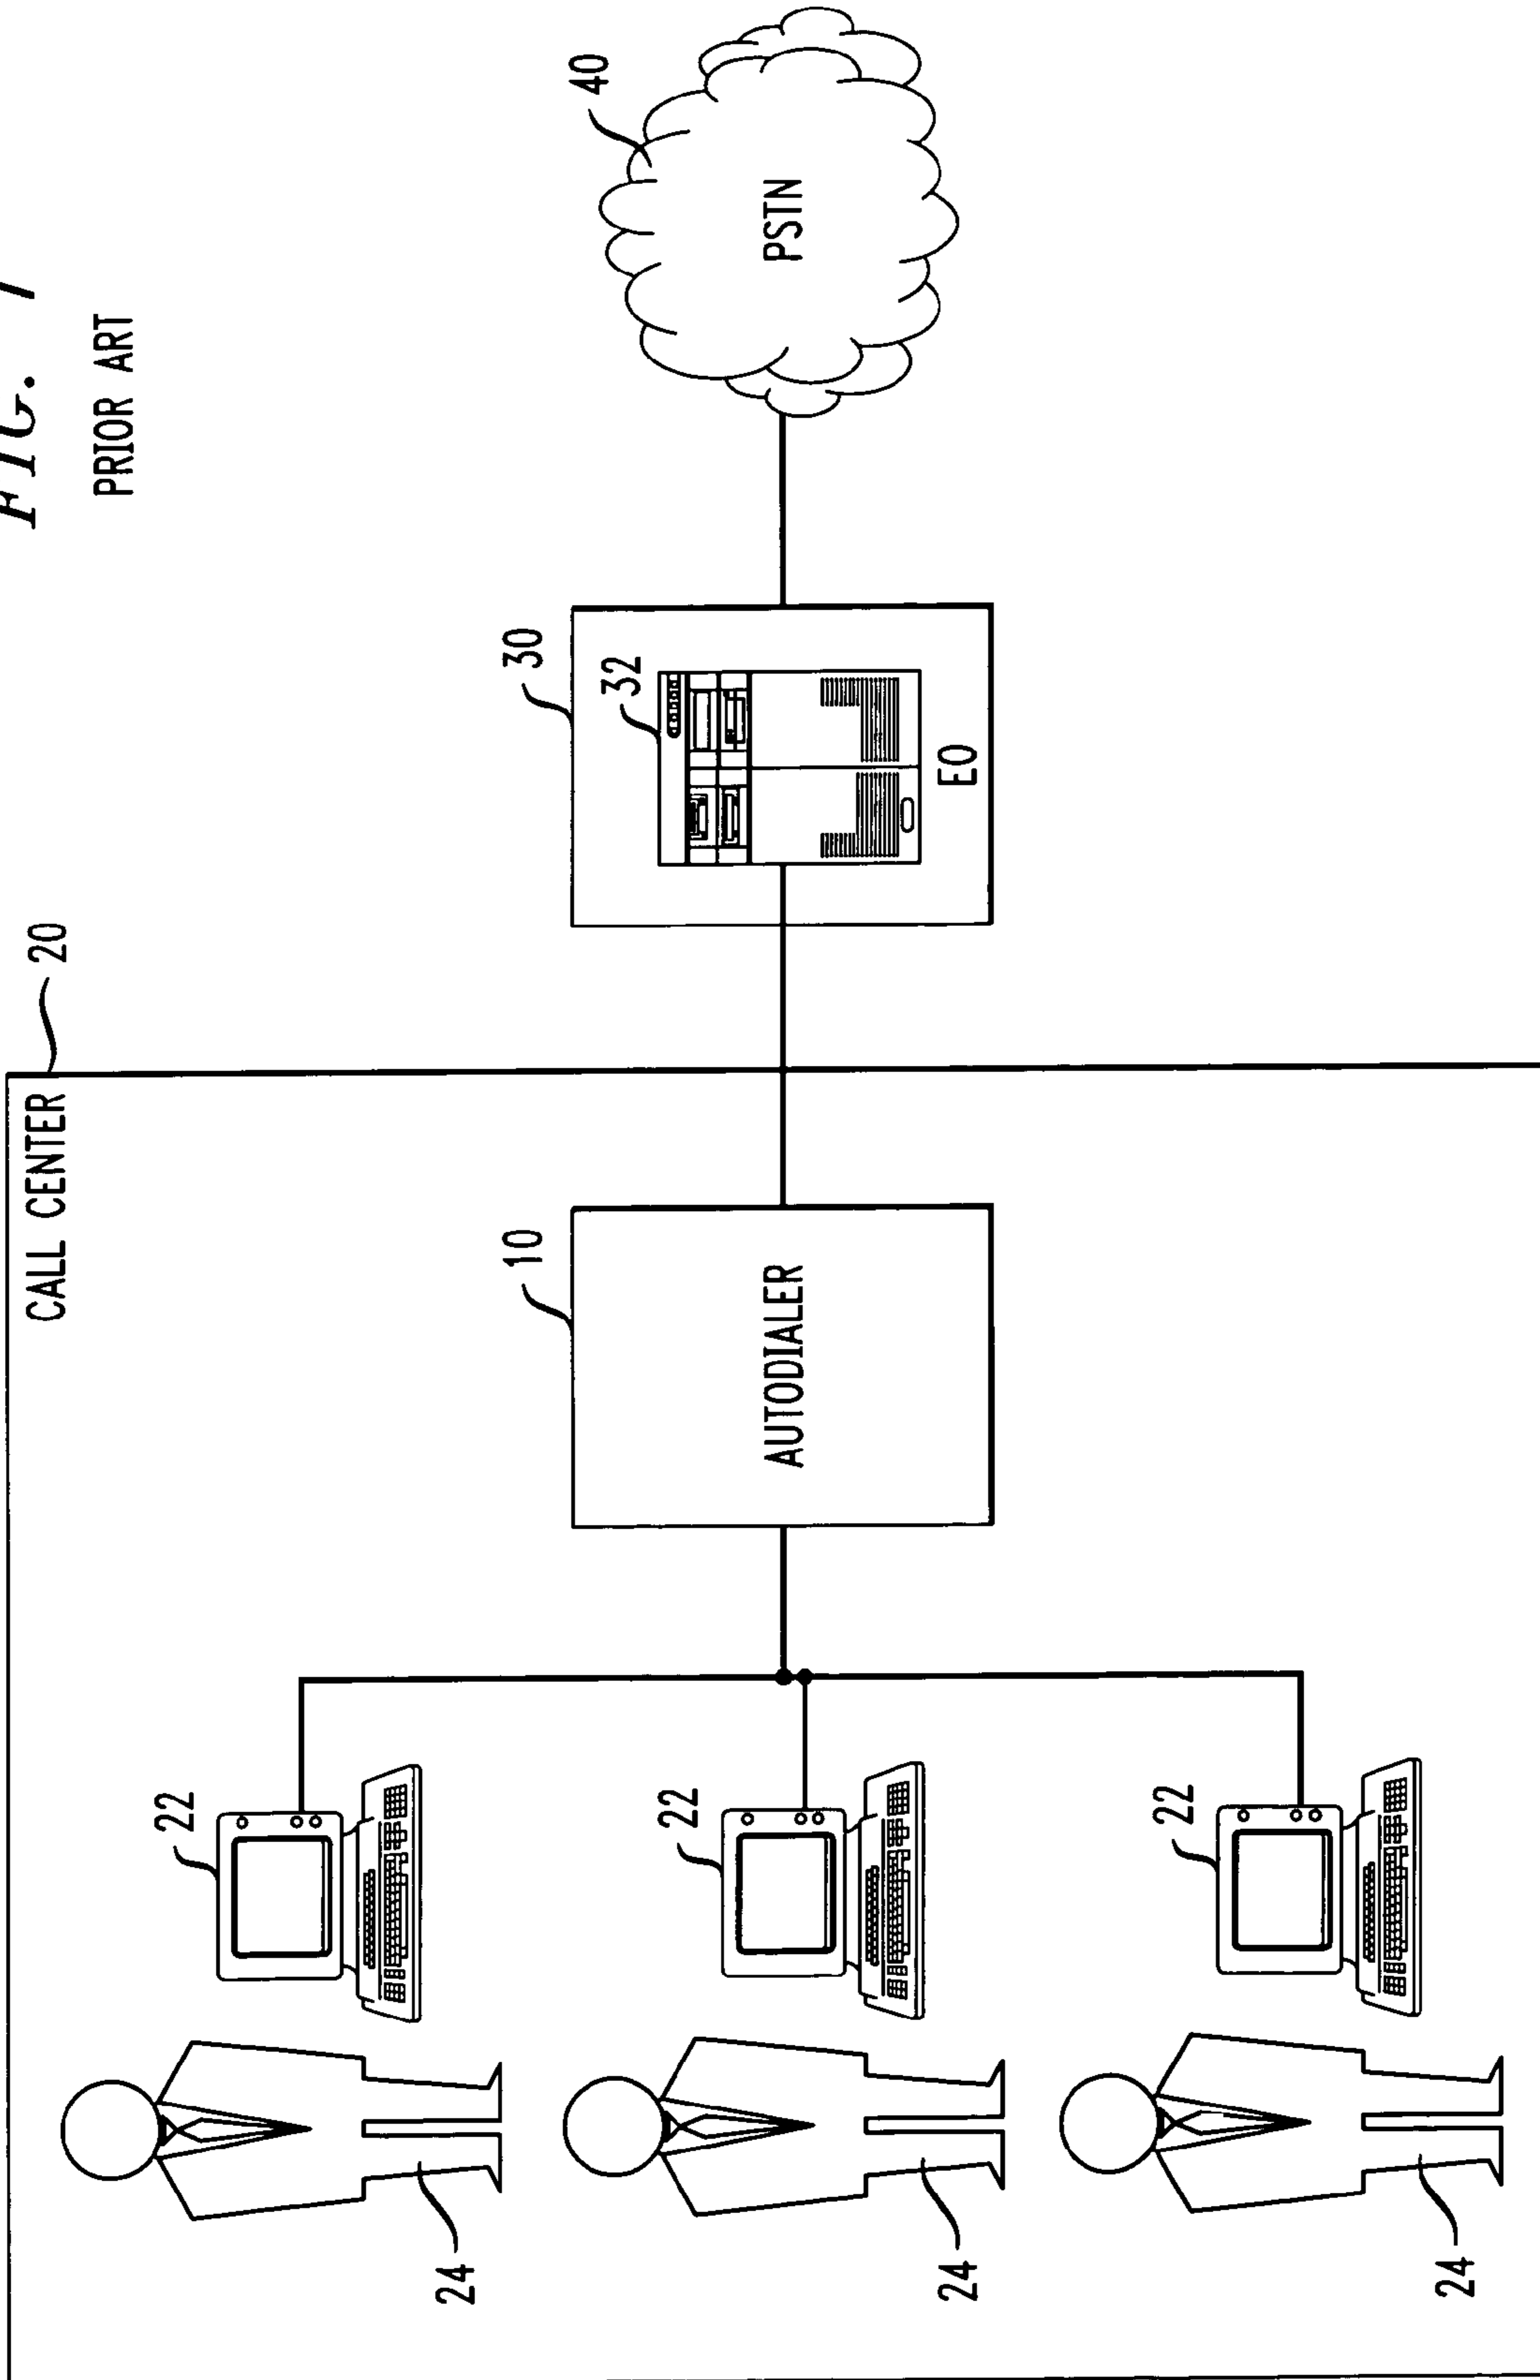 FIG. 1
PRIOR ART
CALL CENTER
20
22
24
22
24
22
24
10
AUTODIALER
30
32
EO
40
PSTN